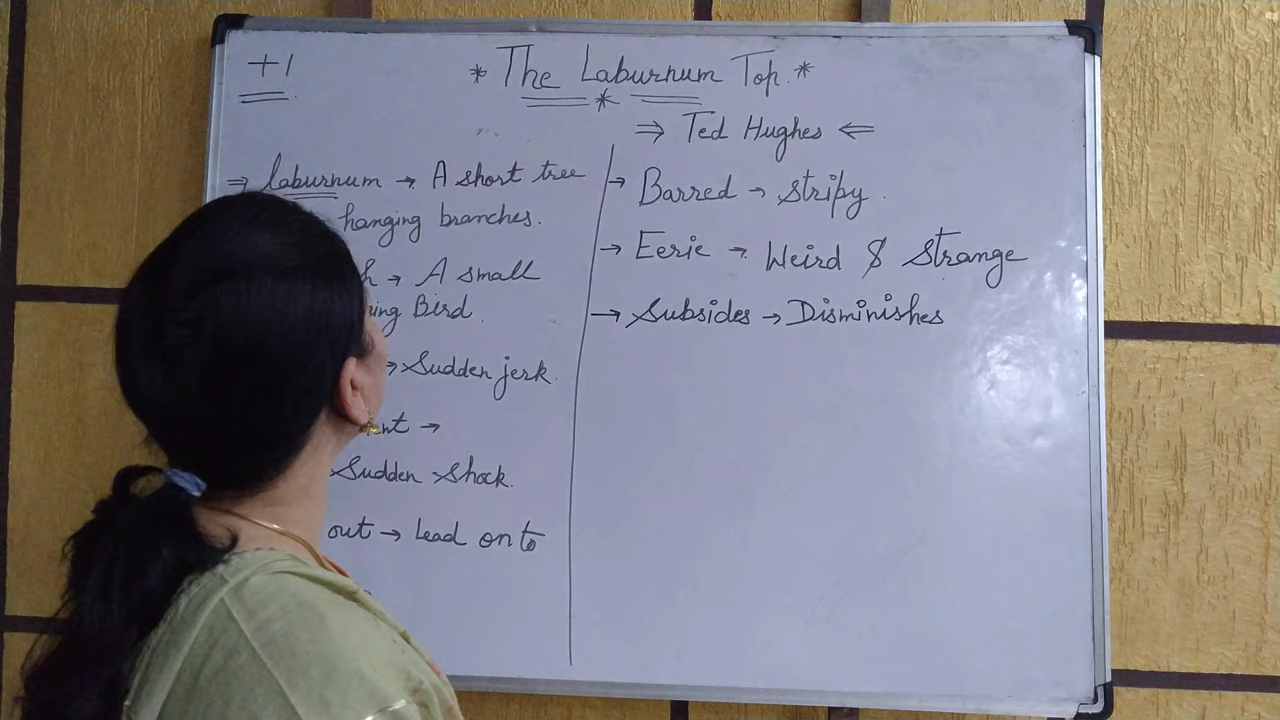 +1
* The Laburnum Top. *
*
⇒ Ted Hughes ⇐
⇒ laburnum → A short tree
hanging branches.
→ A small
Bird.
→ Sudden jerk.
→
Sudden Shock.
out → Lead on to
→ Barred → Stripy.
→ Eerie → Weird & Strange
→ Subsides → Disminishes